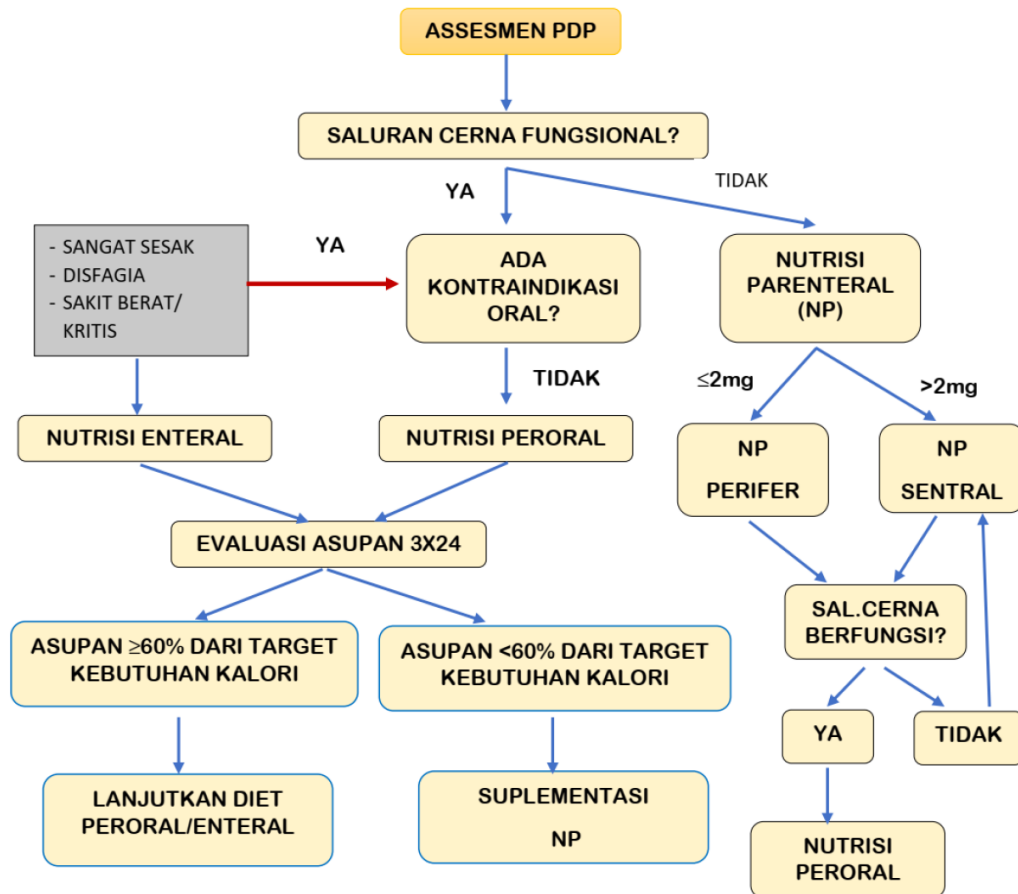 ASSESMEN PDP
SALURAN CERNA FUNGSIONAL?
YA
TIDAK
- SANGAT SESAK
- DISFAGIA
- SAKIT BERAT/
KRITIS
YA
ADA
KONTRAINDIKASI
ORAL?
NUTRISI
PARENTERAL
(NP)
TIDAK
≤2mg
>2mg
NUTRISI ENTERAL
NUTRISI PERORAL
NP
PERIFER
NP
SENTRAL
EVALUASI ASUPAN 3X24
ASUPAN ≥60% DARI TARGET
KEBUTUHAN KALORI
ASUPAN <60% DARI TARGET
KEBUTUHAN KALORI
SAL.CERNA
BERFUNGSI?
YA
TIDAK
LANJUTKAN DIET
PERORAL/ENTERAL
SUPLEMENTASI
NP
NUTRISI
PERORAL